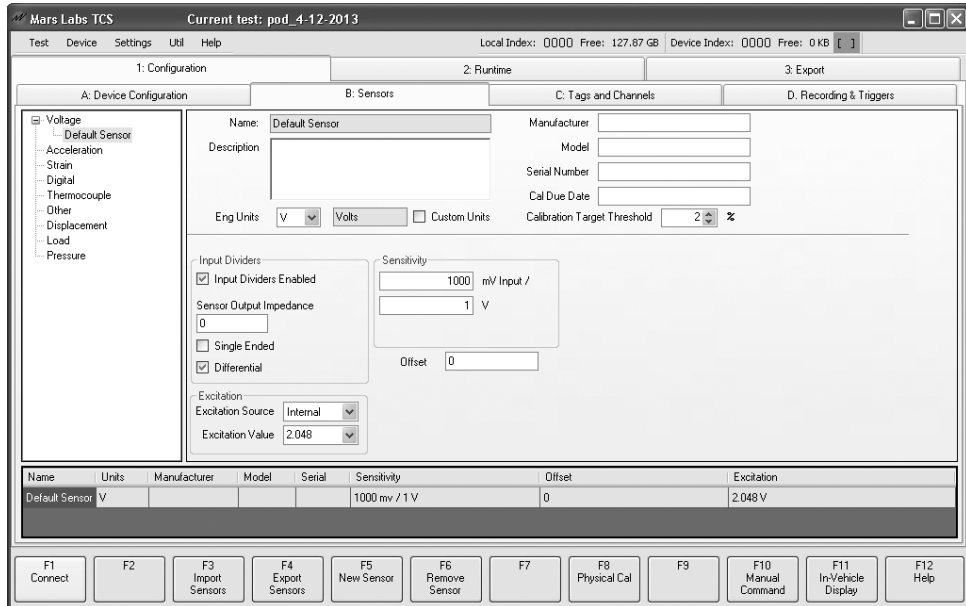 Mars Labs TCS Current test: pod_4-12-2013
Test Device Settings Util Help Local Index: 0000 Free: 127.87 GB Device Index: 0000 Free: 0 KB [ ]
1: Configuration 2: Runtime 3: Export
A: Device Configuration B: Sensors C: Tags and Channels D. Recording & Triggers
Voltage
Default Sensor
Acceleration
Strain
Digital
Thermocouple
Other
Displacement
Load
Pressure
Name: Default Sensor
Description
Eng Units V Volts Custom Units
Manufacturer
Model
Serial Number
Cal Due Date
Calibration Target Threshold 2 %
Input Dividers
Input Dividers Enabled
Sensor Output Impedance
0
Single Ended
Differential
Sensitivity
1000 mV Input /
1 V
Offset 0
Excitation
Excitation Source Internal
Excitation Value 2.048
Name Units Manufacturer Model Serial Sensitivity Offset Excitation
Default Sensor V 1000 mv / 1 V 0 2.048 V
F1 Connect
F2
F3 Import Sensors
F4 Export Sensors
F5 New Sensor
F6 Remove Sensor
F7
F8 Physical Cal
F9
F10 Manual Command
F11 In-Vehicle Display
F12 Help